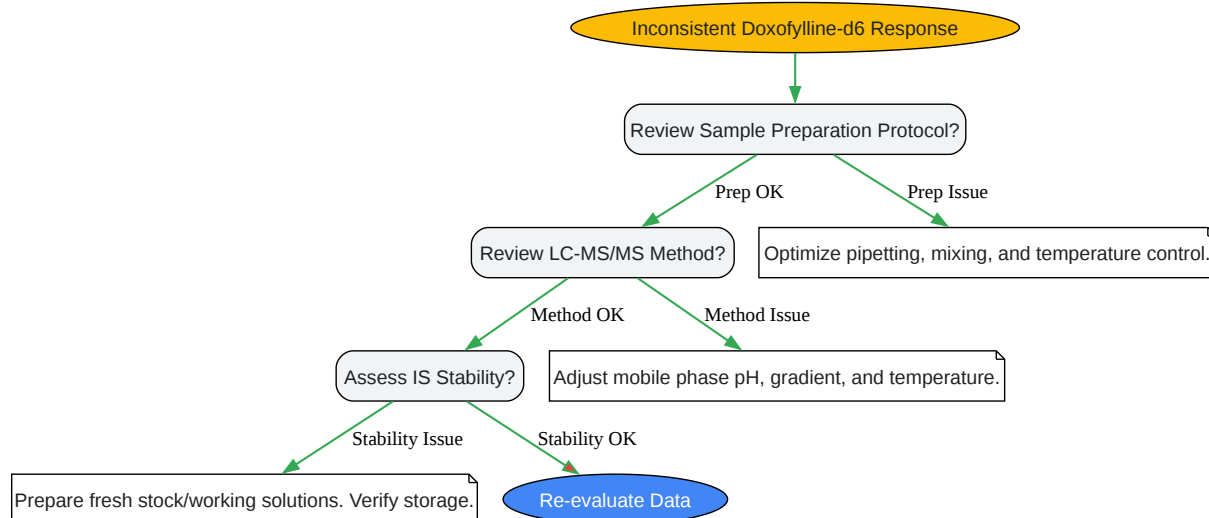 Inconsistent Doxofylline-d6 Response
Review Sample Preparation Protocol?
Prep OK
Prep Issue
Review LC-MS/MS Method?
Optimize pipetting, mixing, and temperature control.
Method OK
Method Issue
Assess IS Stability?
Adjust mobile phase pH, gradient, and temperature.
Stability Issue
Stability OK
Prepare fresh stock/working solutions. Verify storage.
Re-evaluate Data